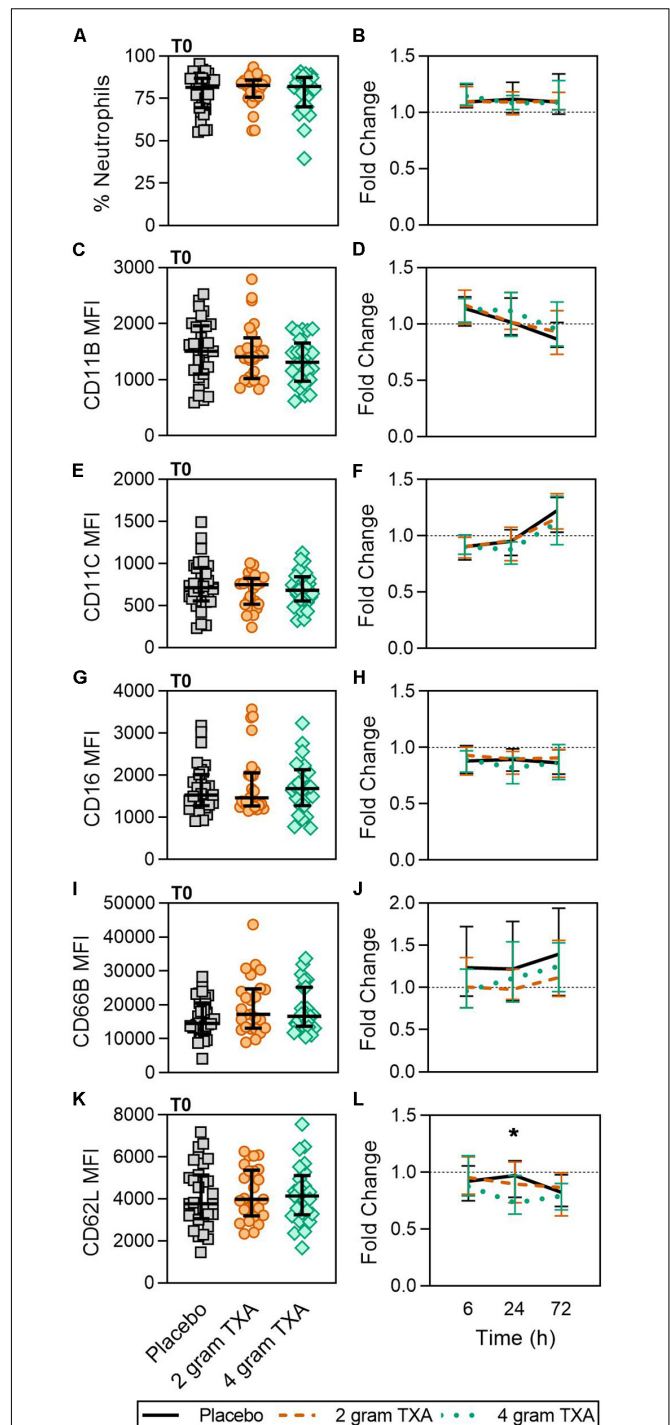 A T0 B
100
75
50
25
0
% Neutrophils
1.5
1.0
0.5
0.0
Fold Change
C T0 D
3000
2000
1000
0
CD11B MFI
1.5
1.0
0.5
0.0
Fold Change
E T0 F
2000
1500
1000
500
0
CD11C MFI
1.5
1.0
0.5
0.0
Fold Change
G T0 H
4000
3000
2000
1000
0
CD16 MFI
1.5
1.0
0.5
0.0
Fold Change
I T0 J
50000
40000
30000
20000
10000
0
CD66B MFI
2.0
1.5
1.0
0.5
0.0
Fold Change
K T0 L
8000
6000
4000
2000
0
CD62L MFI
1.5
1.0
0.5
0.0
Fold Change
*
Placebo
2 gram TXA
4 gram TXA
6 24 72
Time (h)
Placebo 2 gram TXA 4 gram TXA